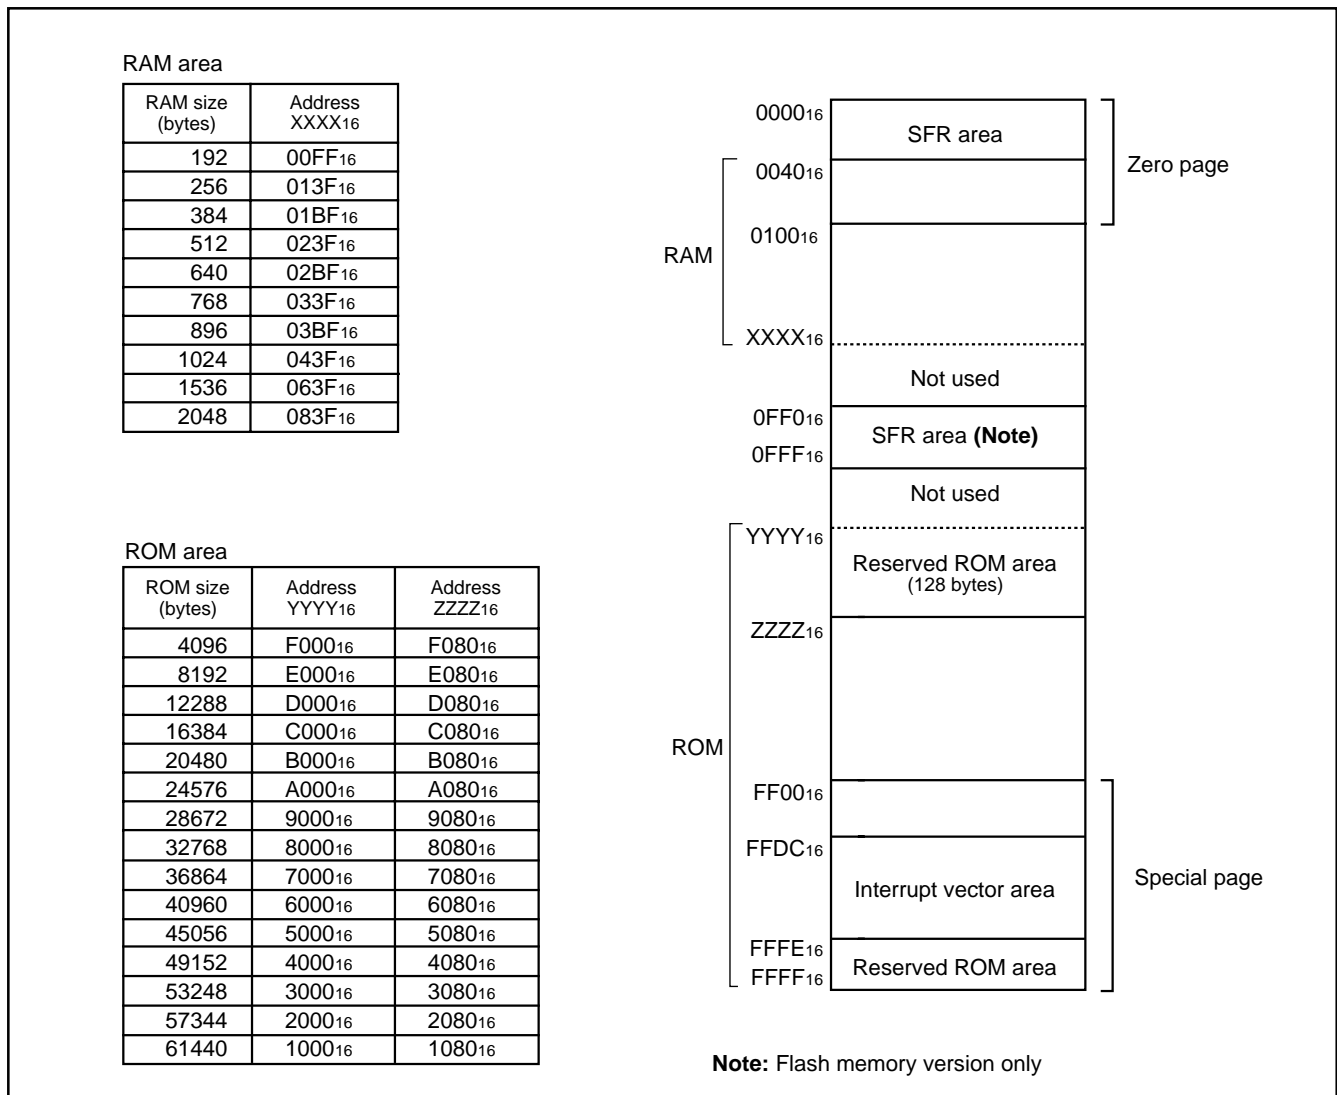 RAM area
RAM size (bytes) Address XXXX16
192 00FF16
256 013F16
384 01BF16
512 023F16
640 02BF16
768 033F16
896 03BF16
1024 043F16
1536 063F16
2048 083F16
ROM area
ROM size (bytes) Address YYYY16 Address ZZZZ16
4096 F00016 F08016
8192 E00016 E08016
12288 D00016 D08016
16384 C00016 C08016
20480 B00016 B08016
24576 A00016 A08016
28672 900016 908016
32768 800016 808016
36864 700016 708016
40960 600016 608016
45056 500016 508016
49152 400016 408016
53248 300016 308016
57344 200016 208016
61440 100016 108016
000016
SFR area
Zero page
004016
010016
RAM
XXXX16
Not used
0FF016
SFR area (Note)
0FFF16
Not used
YYYY16
Reserved ROM area
(128 bytes)
ZZZZ16
ROM
FF0016
FFDC16
Interrupt vector area
Special page
FFFE16
Reserved ROM area
FFFF16
Note: Flash memory version only